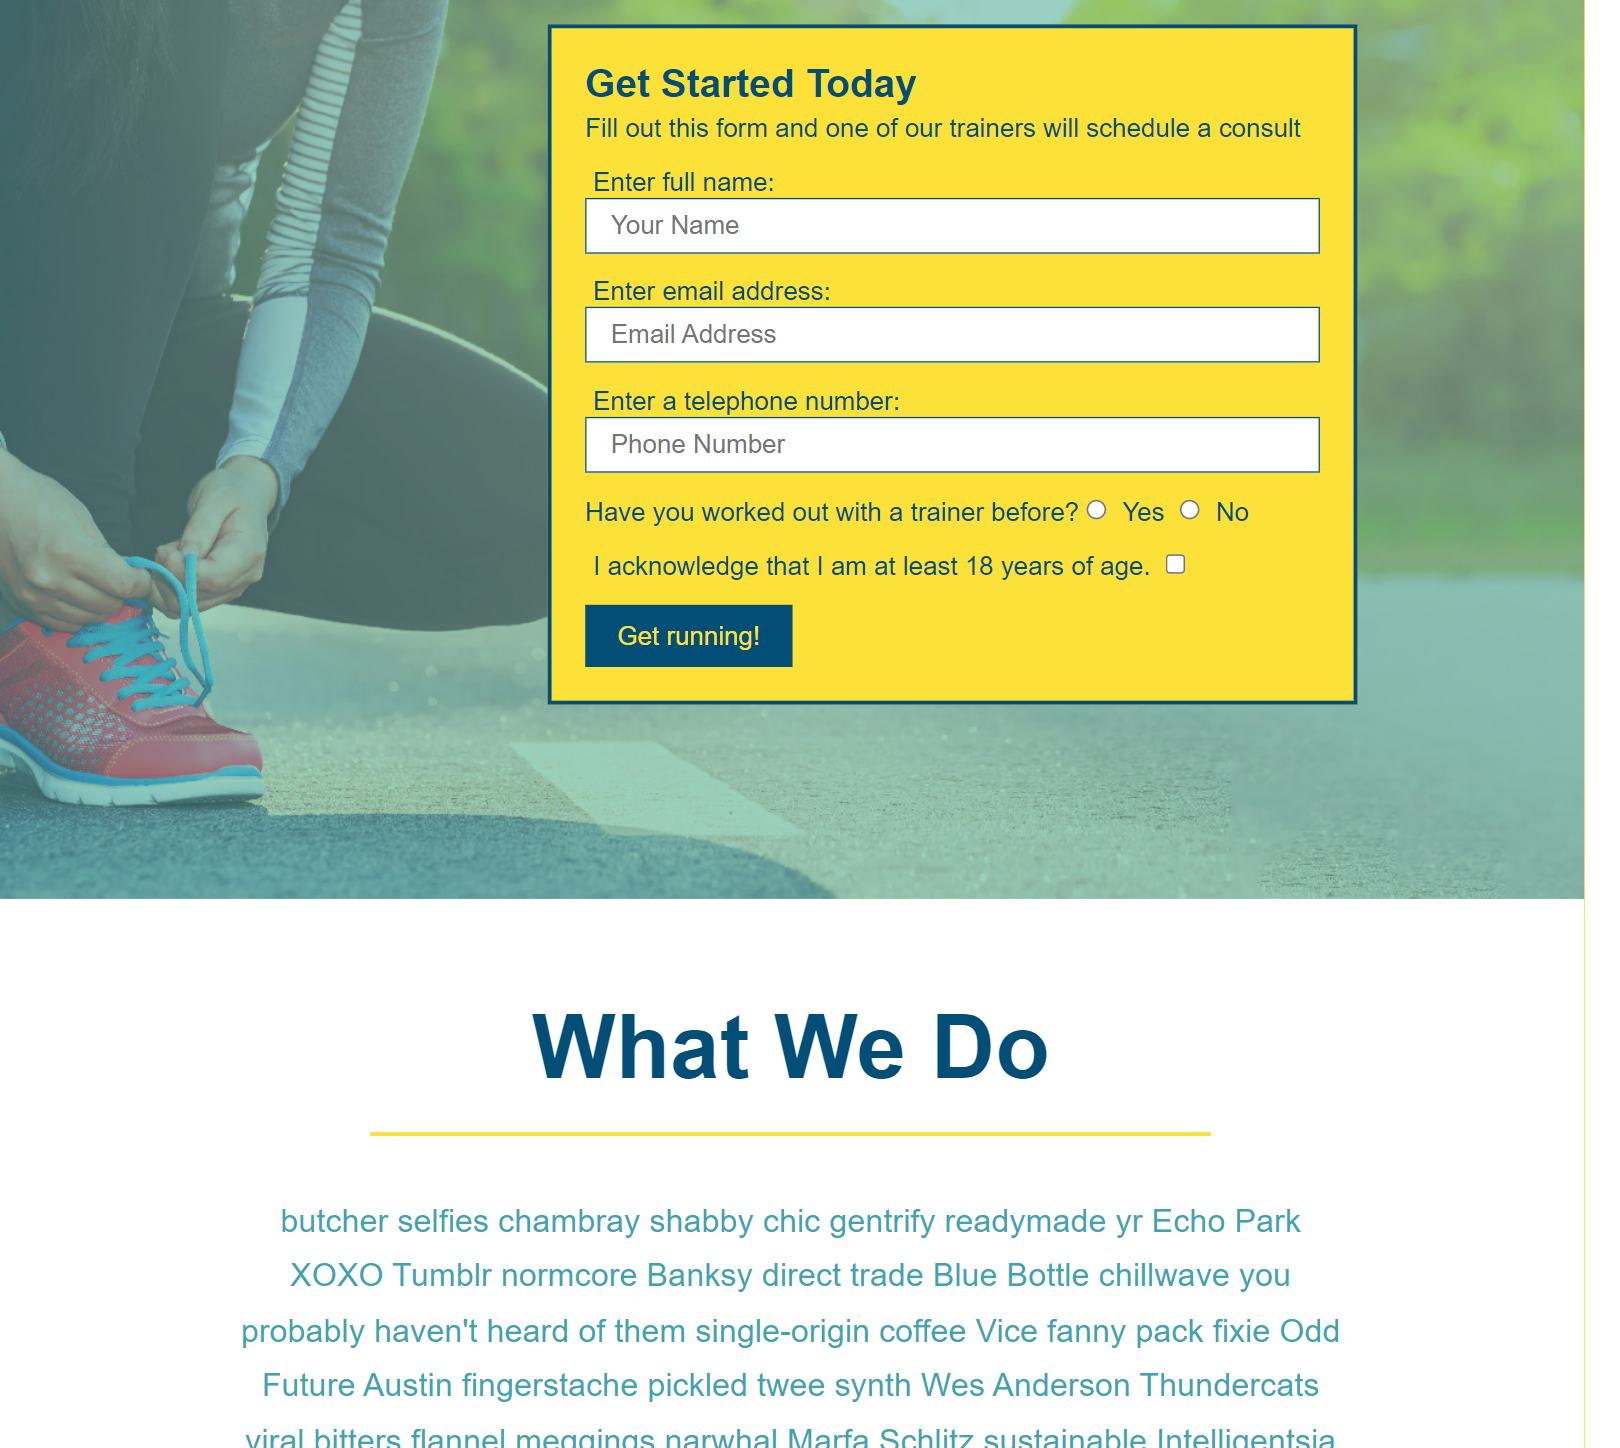 Get Started Today
Fill out this form and one of our trainers will schedule a consult
Enter full name:
Your Name
Enter email address:
Email Address
Enter a telephone number:
Phone Number
Have you worked out with a trainer before? Yes No
I acknowledge that I am at least 18 years of age.
Get running!
What We Do
butcher selfies chambray shabby chic gentrify readymade yr Echo Park
XOXO Tumblr normcore Banksy direct trade Blue Bottle chillwave you
probably haven't heard of them single-origin coffee Vice fanny pack fixie Odd
Future Austin fingerstache pickled twee synth Wes Anderson Thundercats
viral bitters flannel meggings narwhal Marfa Schlitz sustainable Intelligentsia